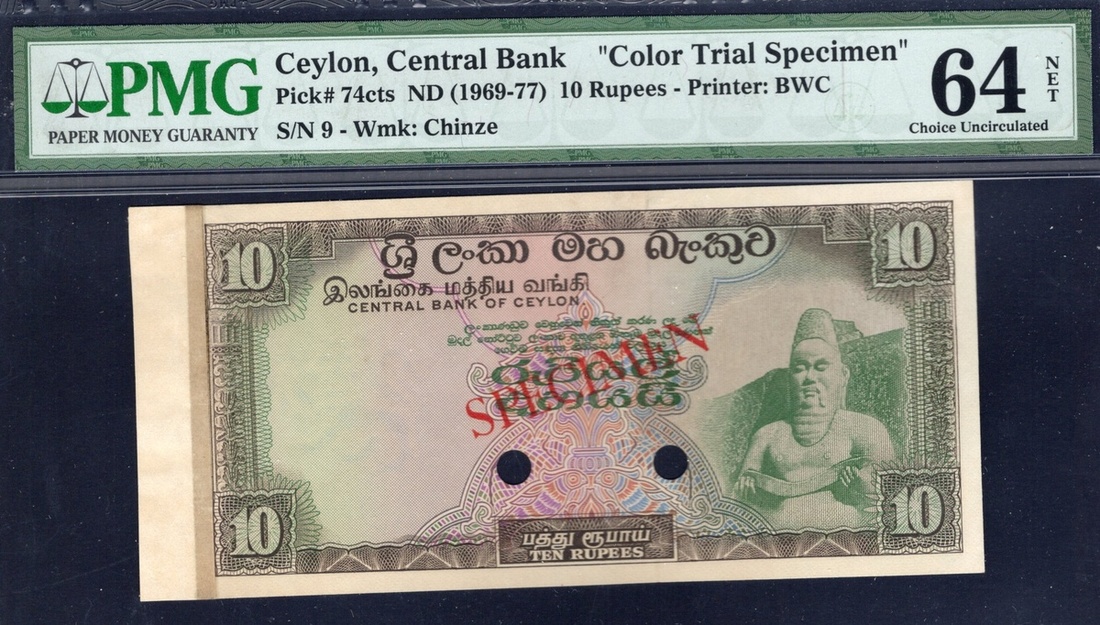 PMG
PAPER MONEY GUARANTY
Ceylon, Central Bank "Color Trial Specimen"
Pick# 74cts ND (1969-77) 10 Rupees - Printer: BWC
S/N 9 - Wmk: Chinze
64
NET
Choice Uncirculated
10
ශ්‍රී ලංකා මහ බැංකුව
10
இலங்கை மத்திய வங்கி
CENTRAL BANK OF CEYLON
රුපියල්
දහයයි
SPECIMEN
10
பத்து ரூபாய்
TEN RUPEES
10